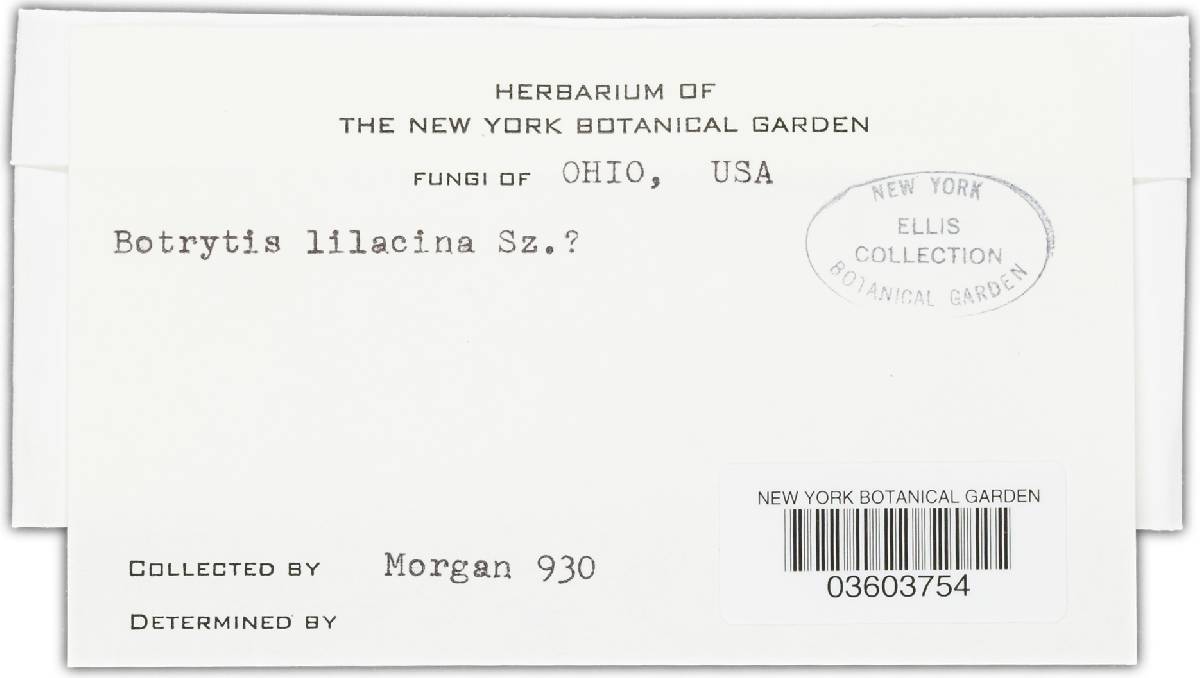 HERBARIUM OF
THE NEW YORK BOTANICAL GARDEN
FUNGI OF OHIO, USA
Botrytis lilacina Sz.?
NEW YORK
ELLIS
COLLECTION
BOTANICAL GARDEN
NEW YORK BOTANICAL GARDEN
03603754
COLLECTED BY Morgan 930
DETERMINED BY